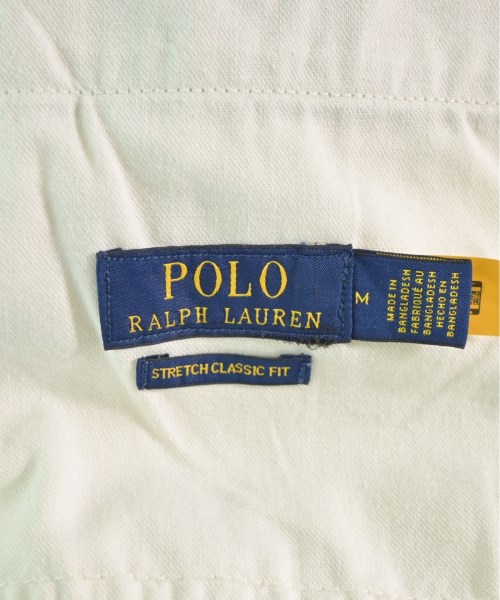 POLO
RALPH LAUREN
M
MADE IN
BANGLADESH
FABRIQUÉ AU
BANGLADESH
HECHO EN
BANGLADESH
STRETCH CLASSIC FIT